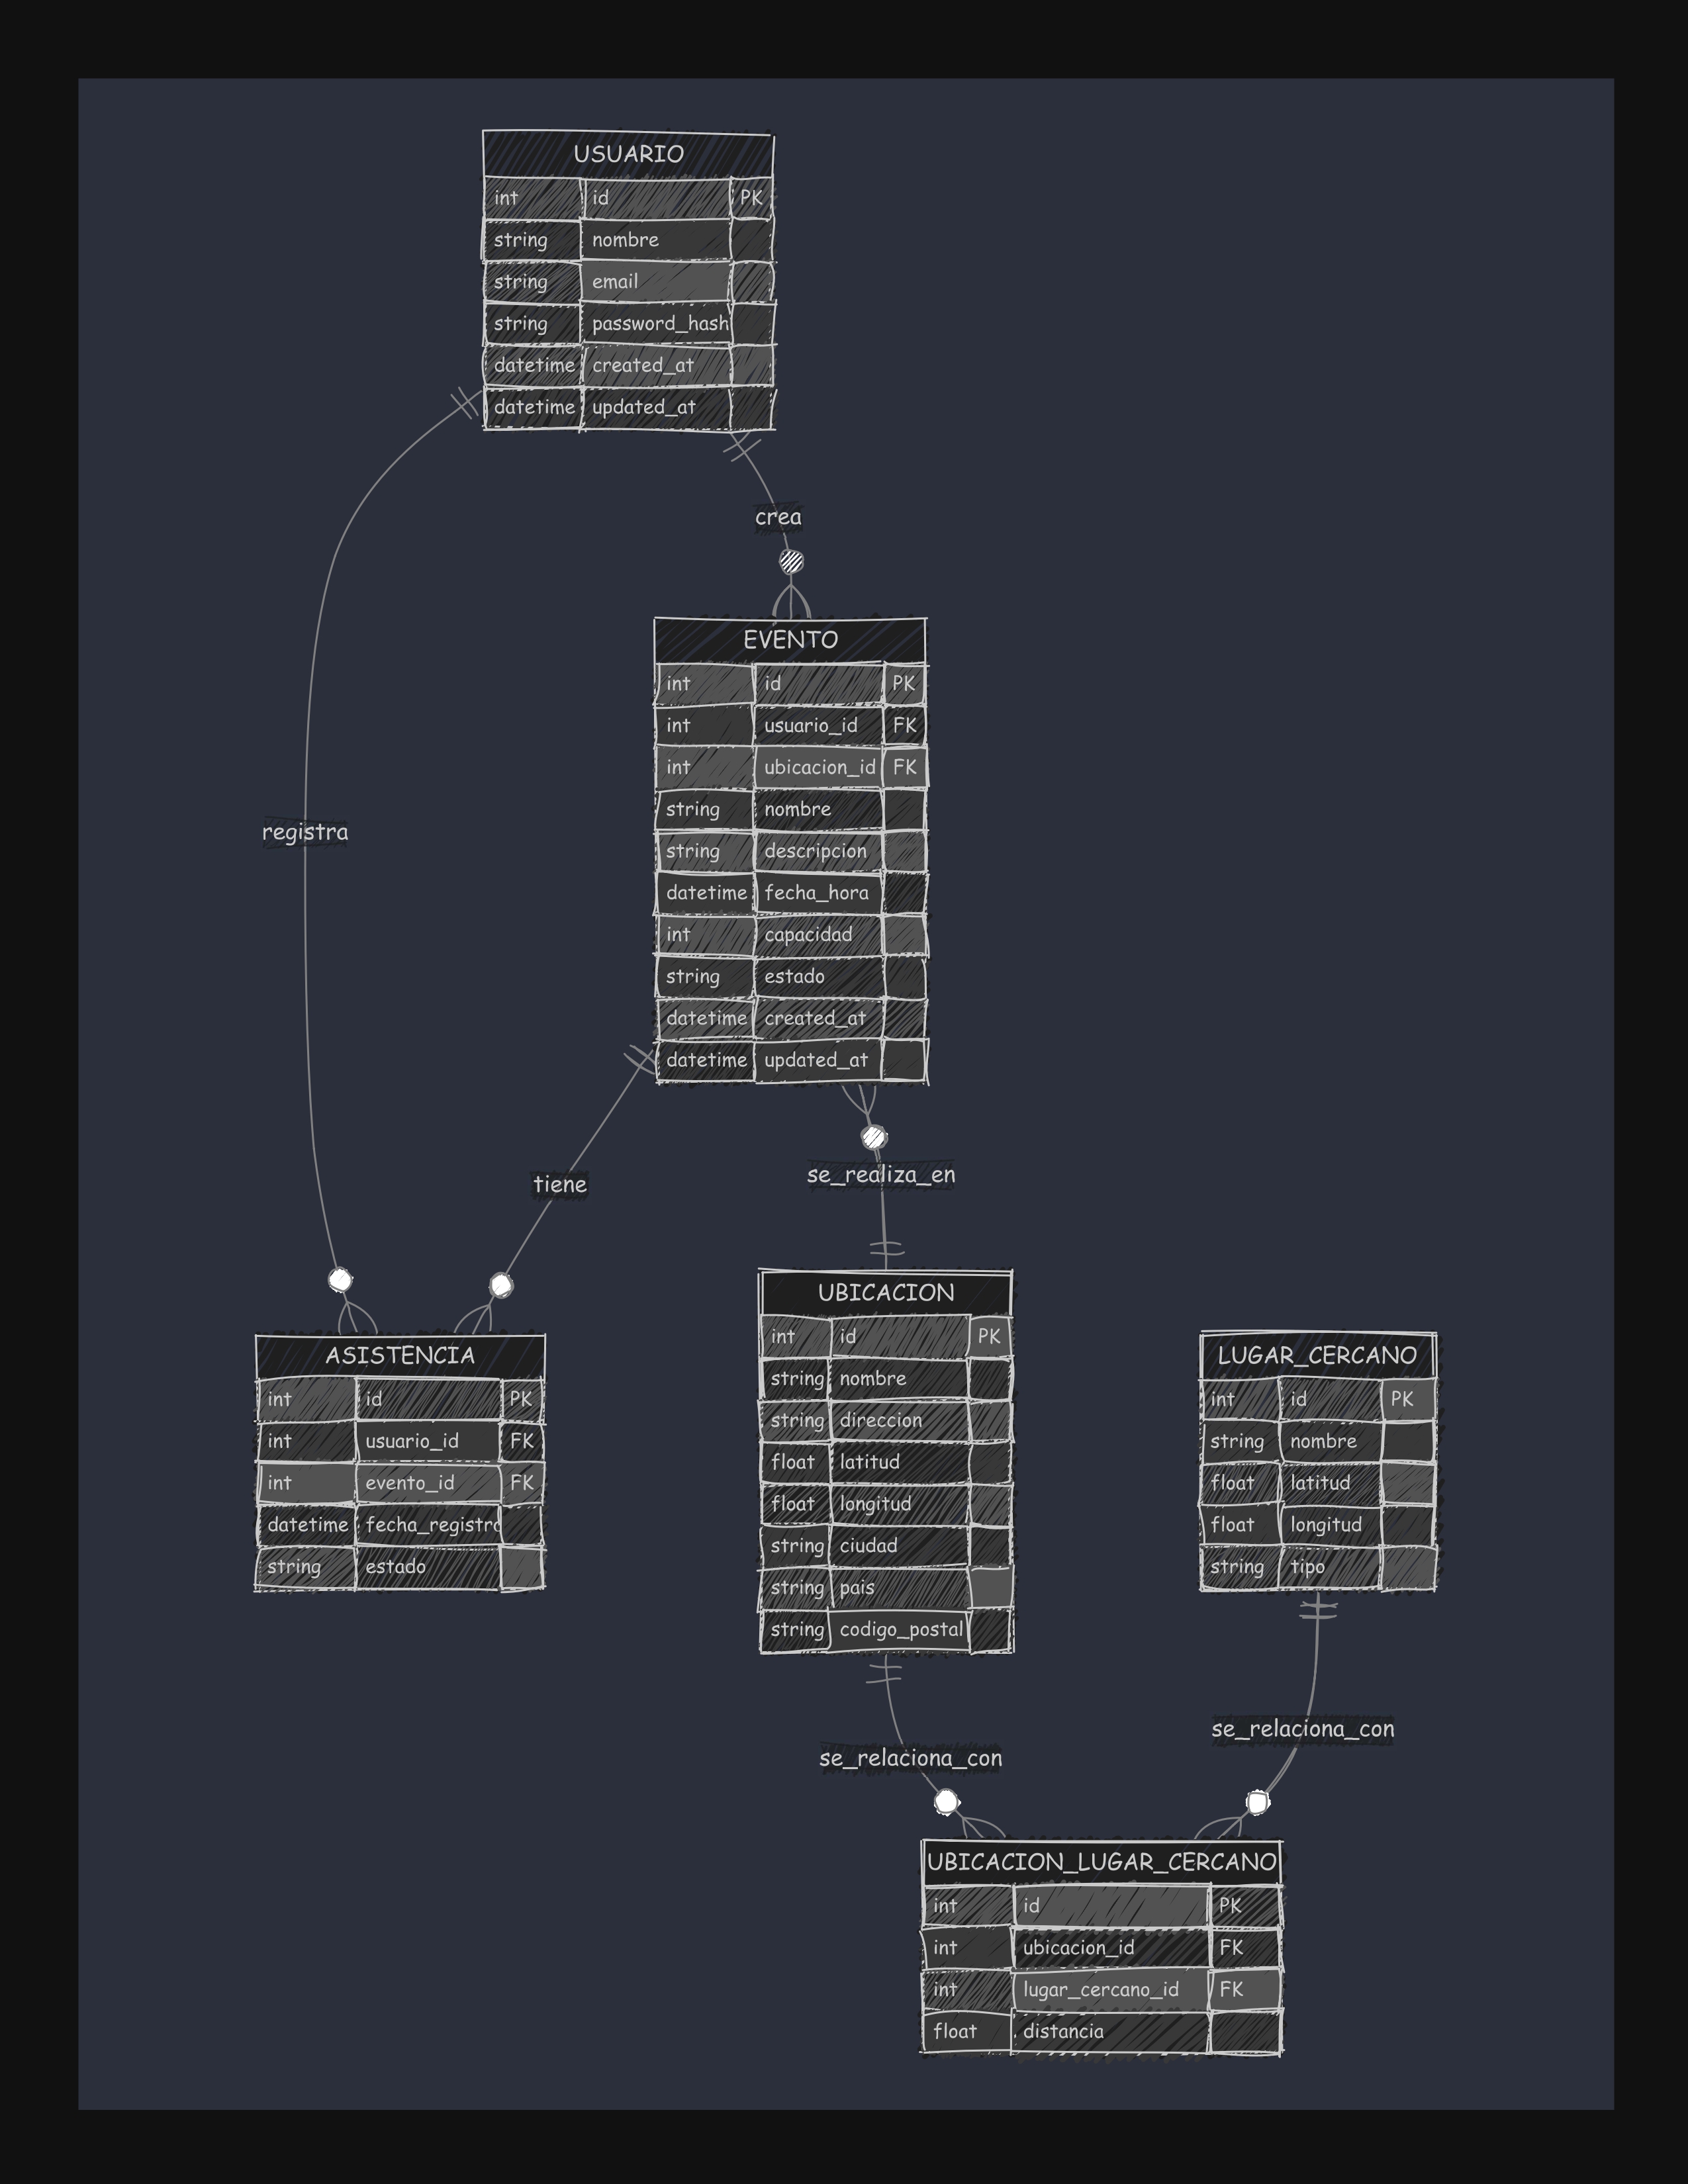 USUARIO
int id PK
string nombre
string email
string password_hash
datetime created_at
datetime updated_at
crea
EVENTO
int id PK
int usuario_id FK
int ubicacion_id FK
string nombre
string descripcion
datetime fecha_hora
int capacidad
string estado
datetime created_at
datetime updated_at
registra
tiene
se_realiza_en
ASISTENCIA
int id PK
int usuario_id FK
int evento_id FK
datetime fecha_registro
string estado
UBICACION
int id PK
string nombre
string direccion
float latitud
float longitud
string ciudad
string pais
string codigo_postal
LUGAR_CERCANO
int id PK
string nombre
float latitud
float longitud
string tipo
se_relaciona_con
se_relaciona_con
UBICACION_LUGAR_CERCANO
int id PK
int ubicacion_id FK
int lugar_cercano_id FK
float distancia